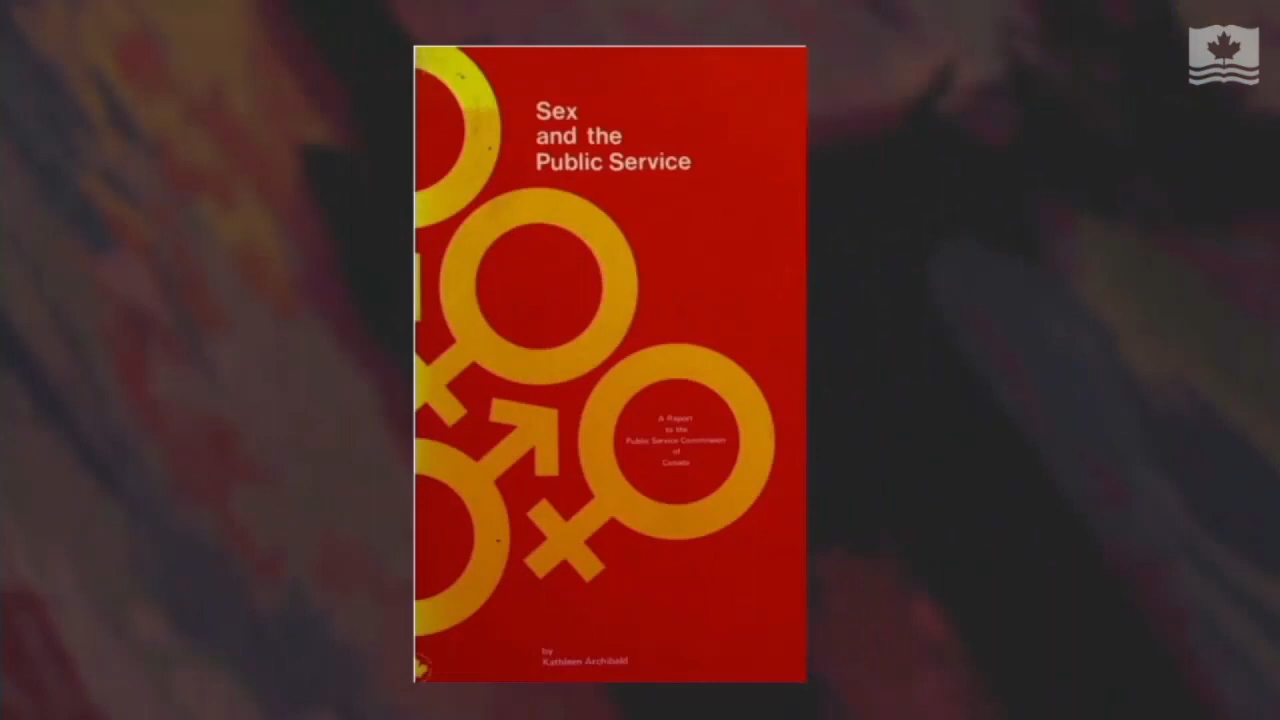 Sex
and the
Public Service
A Report
to the
Public Service Commission
of
Canada
by
Kathleen Archibald